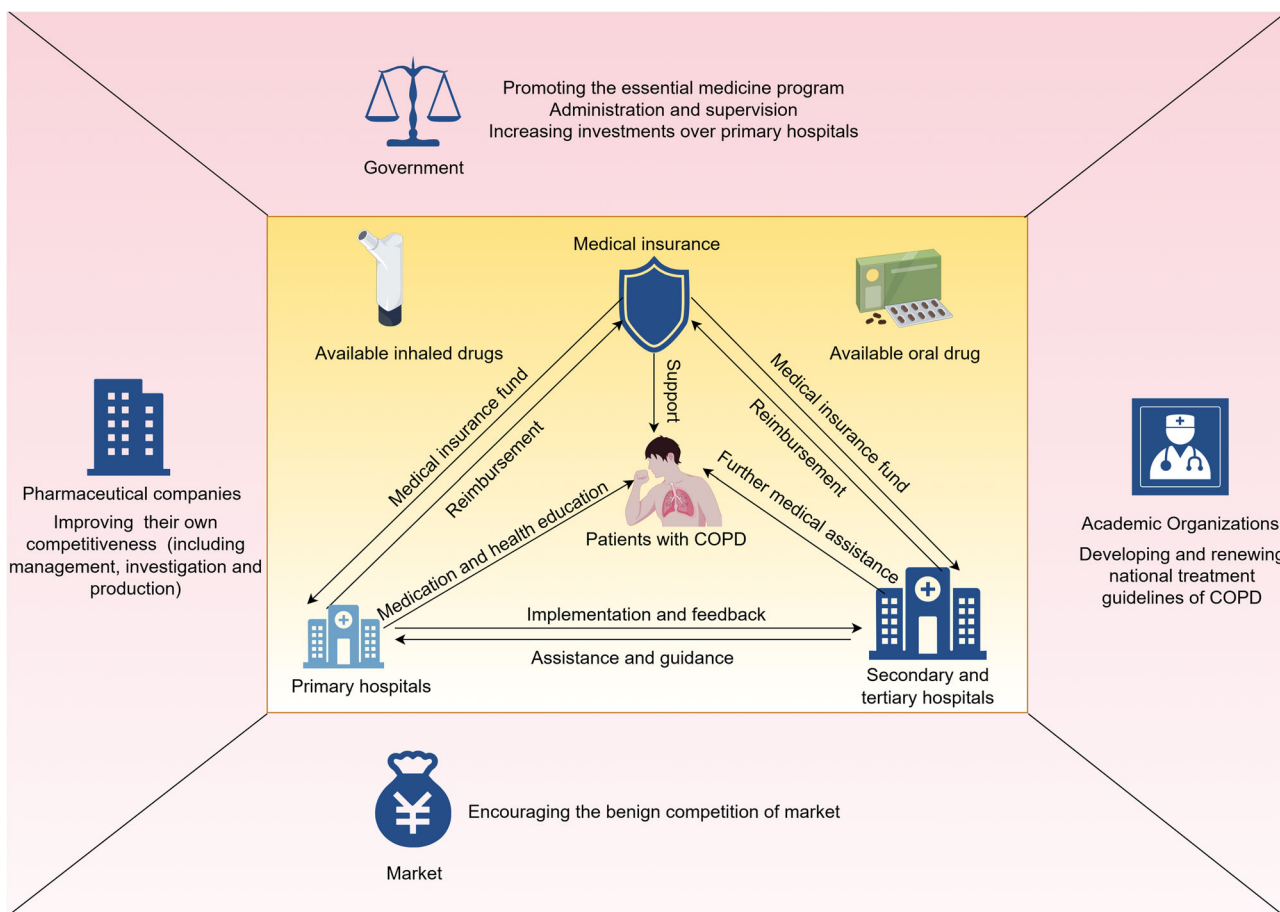 Promoting the essential medicine program
Administration and supervision
Increasing investments over primary hospitals
Government
Medical insurance
Available inhaled drugs
Available oral drug
Medical insurance fund
Reimbursement
Support
Medical insurance fund
Reimbursement
Medication and health education
Further medical assistance
Patients with COPD
Implementation and feedback
Assistance and guidance
Primary hospitals
Secondary and
tertiary hospitals
Pharmaceutical companies
Improving their own
competitiveness (including
management, investigation and
production)
Academic Organizations
Developing and renewing
national treatment
guidelines of COPD
¥
Encouraging the benign competition of market
Market